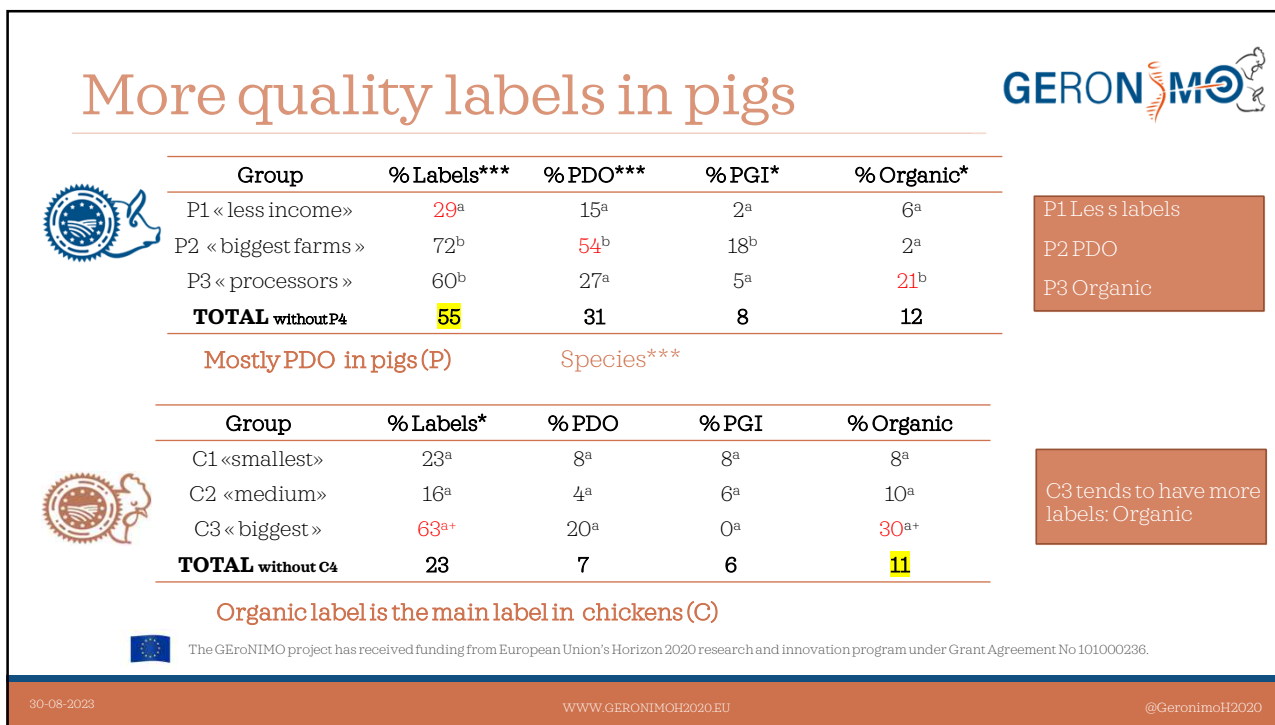 More quality labels in pigs
GERONIMO
Group % Labels*** % PDO*** % PGI* % Organic*
P1 « less income» 29a 15a 2a 6a
P2 « biggest farms » 72b 54b 18b 2a
P3 « processors » 60b 27a 5a 21b
TOTAL without P4 55 31 8 12
P1 Les s labels
P2 PDO
P3 Organic
Mostly PDO in pigs (P) Species***
Group % Labels* % PDO % PGI % Organic
C1 «smallest» 23a 8a 8a 8a
C2 «medium» 16a 4a 6a 10a
C3 « biggest » 63a+ 20a 0a 30a+
TOTAL without C4 23 7 6 11
C3 tends to have more
labels: Organic
Organic label is the main label in chickens (C)
The GEroNIMO project has received funding from European Union's Horizon 2020 research and innovation program under Grant Agreement No 101000236.
30-08-2023 WWW.GERONIMOH2020.EU @GeronimoH2020